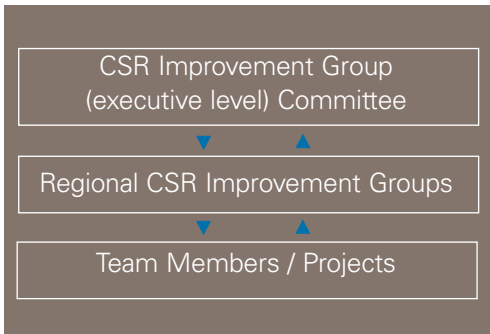 CSR Improvement Group
(executive level) Committee
Regional CSR Improvement Groups
Team Members / Projects